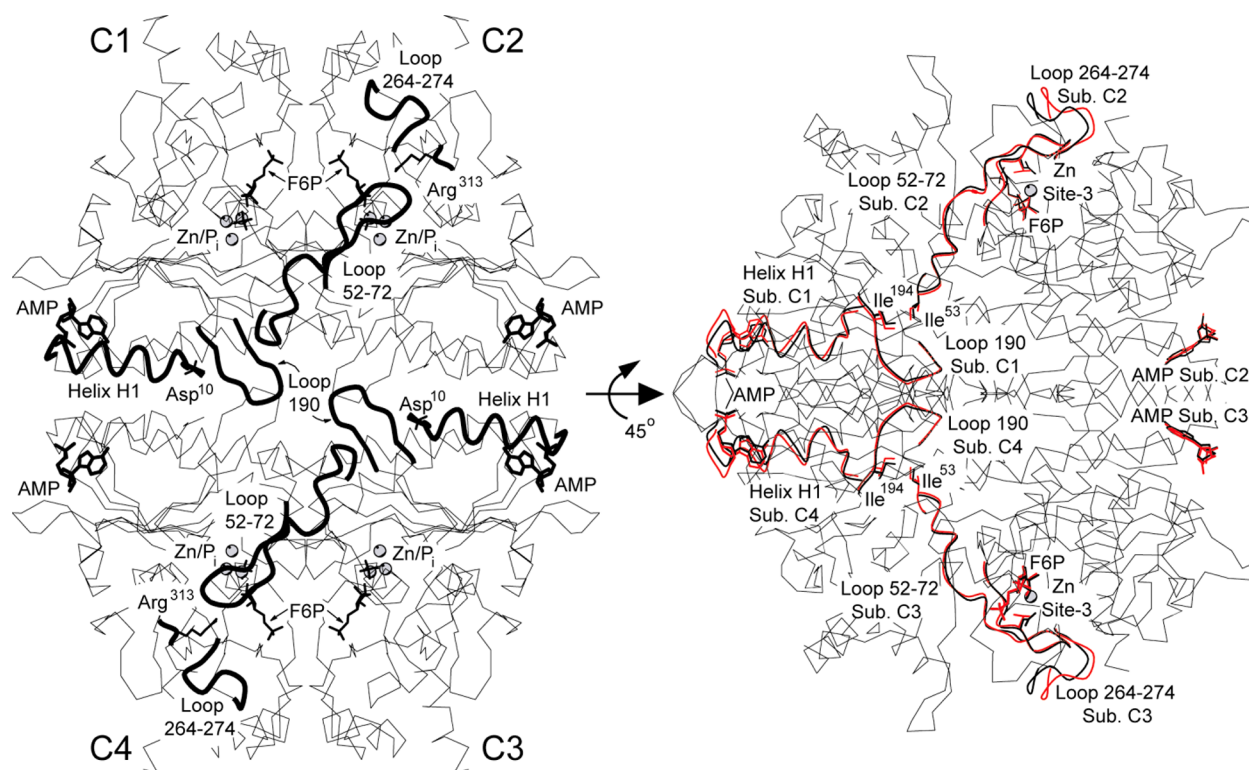 C1
C2
Loop
264-274
F6P
Arg313
Zn/Pi
Zn/Pi
Loop
52-72
AMP
AMP
Helix H1
Asp10
Loop
190
Asp10
Helix H1
AMP
AMP
Loop
52-72
Zn/Pi
Zn/Pi
Arg313
F6P
Loop
264-274
C4
C3
45o
Loop 264-274
Sub. C2
Zn
Loop 52-72
Sub. C2
Site-3
F6P
Helix H1
Sub. C1
Ile194
Ile53
Loop 190
Sub. C1
AMP Sub. C2
AMP
AMP Sub. C3
Loop 190
Sub. C4
Helix H1
Sub. C4
Ile194
Ile53
F6P
Zn
Loop 52-72
Sub. C3
Site-3
Loop 264-274
Sub. C3